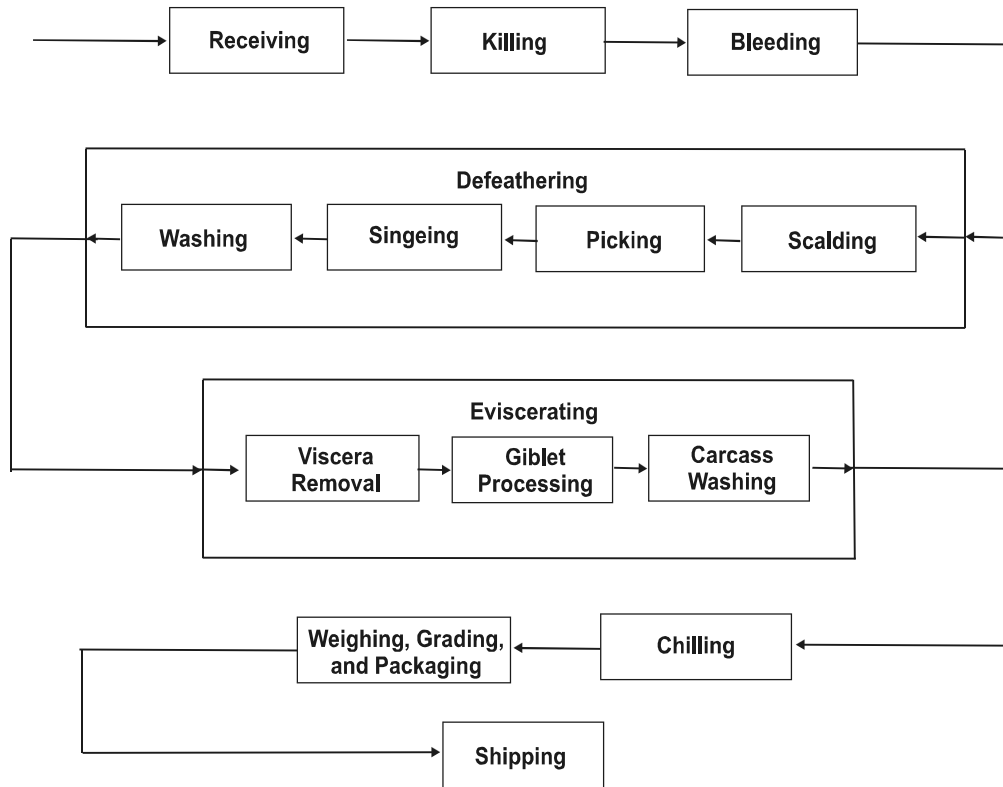 Receiving
Killing
Bleeding
Defeathering
Washing
Singeing
Picking
Scalding
Eviscerating
Viscera
Removal
Giblet
Processing
Carcass
Washing
Weighing, Grading,
and Packaging
Chilling
Shipping